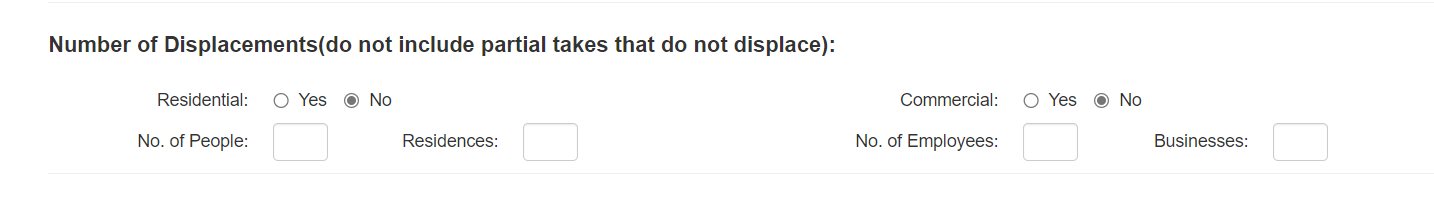 Number of Displacements(do not include partial takes that do not displace):
Residential: Yes No Commercial: Yes No
No. of People: Residences: No. of Employees: Businesses: